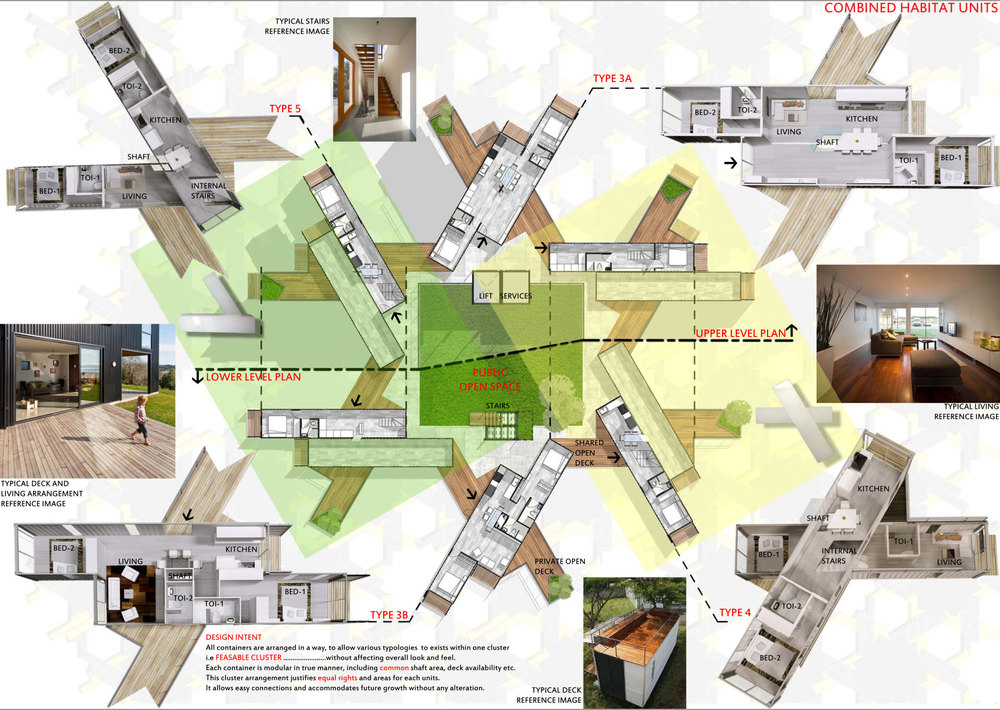 COMBINED HABITAT UNITS
TYPICAL STAIRS
REFERENCE IMAGE
BED-2
TOI-2
KITCHEN
SHAFT
BED-1
TOI-1
LIVING
INTERNAL
STAIRS
TYPE 5
TYPE 3A
BED-2
TOI-2
LIVING
KITCHEN
SHAFT
TOI-1
BED-1
LIFT
SERVICES
UPPER LEVEL PLAN
LOWER LEVEL PLAN
PUBLIC
OPEN SPACE
STAIRS
SHARED
OPEN
DECK
PRIVATE OPEN
DECK
TYPICAL LIVING
REFERENCE IMAGE
TYPICAL DECK AND
LIVING ARRANGEMENT
REFERENCE IMAGE
BED-2
LIVING
KITCHEN
SHAFT
TOI-2
TOI-1
BED-1
TYPE 3B
TYPE 4
KITCHEN
SHAFT
BED-1
INTERNAL
STAIRS
TOI-1
LIVING
TOI-2
BED-2
DESIGN INTENT
All containers are arranged in a way, to allow various typologies to exists within one cluster
i.e FEASABLE CLUSTER .......................without affecting overall look and feel.
Each container is modular in true manner, including common shaft area, deck availability etc.
This cluster arrangement justifies equal rights and areas for each units.
It allows easy connections and accommodates future growth without any alteration.
TYPICAL DECK
REFERENCE IMAGE